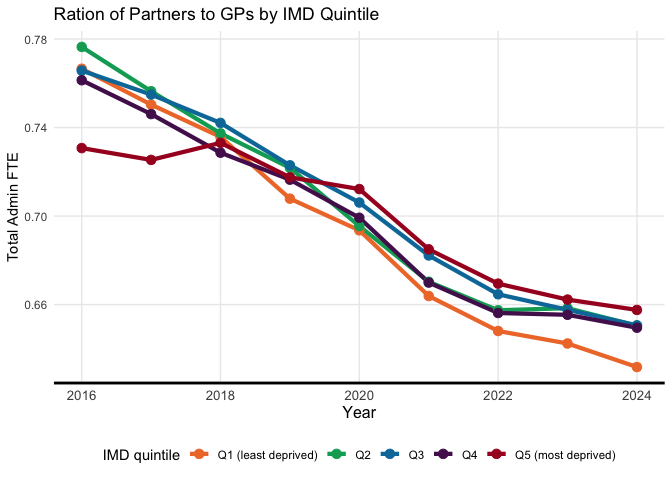 Ration of Partners to GPs by IMD Quintile
0.78
0.74
0.70
0.66
Total Admin FTE
2016 2018 2020 2022 2024
Year
IMD quintile Q1 (least deprived) Q2 Q3 Q4 Q5 (most deprived)